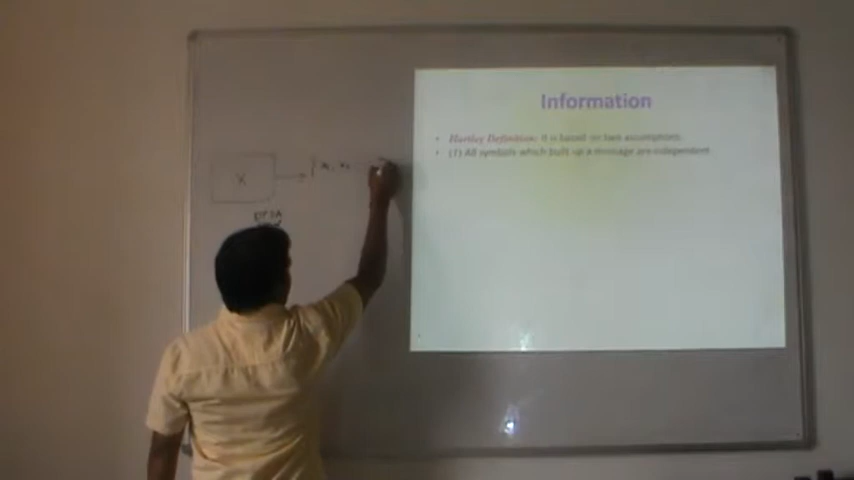 Information
• Hartley Definition: It is based on two assumptions.
• (1) All symbols which built up a message are independent.
X